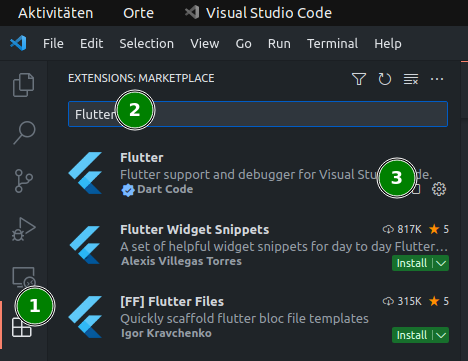 Aktivitäten Orte Visual Studio Code
File Edit Selection View Go Run Terminal Help
EXTENSIONS: MARKETPLACE
Flutter 2
Flutter
Flutter support and debugger for Visual de.
Dart Code 3
Flutter Widget Snippets 817K 5
A set of helpful widget snippets for day to day Flutter...
Alexis Villegas Torres Install
1
[FF] Flutter Files 315K 5
Quickly scaffold flutter bloc file templates
Igor Kravchenko Install